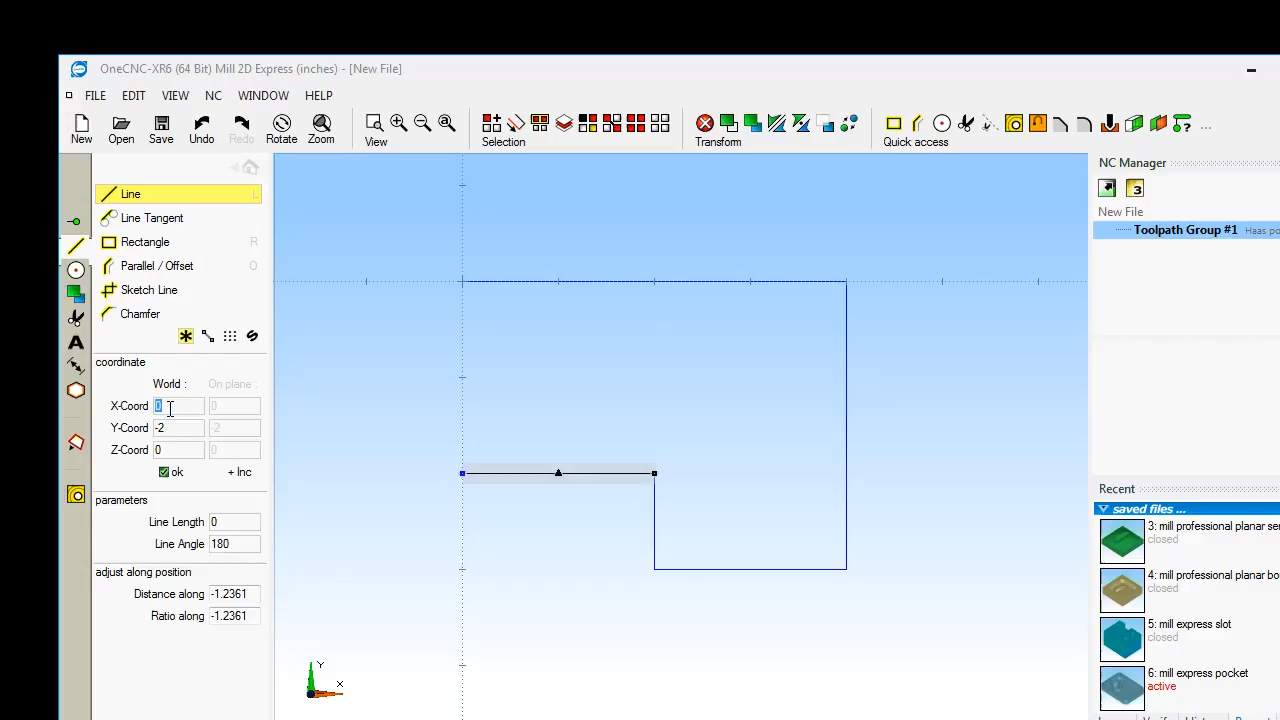 OneCNC-XR6 (64 Bit) Mill 2D Express (inches) - [New File]
FILE EDIT VIEW NC WINDOW HELP
New Open Save Undo Redo Rotate Zoom View Selection Transform Quick access
Line L
Line Tangent
Rectangle R
Parallel / Offset O
Sketch Line
Chamfer
coordinate
World : On plane :
X-Coord 0 0
Y-Coord -2 -2
Z-Coord 0 0
ok + Inc
parameters
Line Length 0
Line Angle 180
adjust along position
Distance along -1.2361
Ratio along -1.2361
Y
X
NC Manager
3
New File
Toolpath Group #1 Haas po
Recent
saved files ...
3: mill professional planar ser
closed
4: mill professional planar bo
closed
5: mill express slot
closed
6: mill express pocket
active